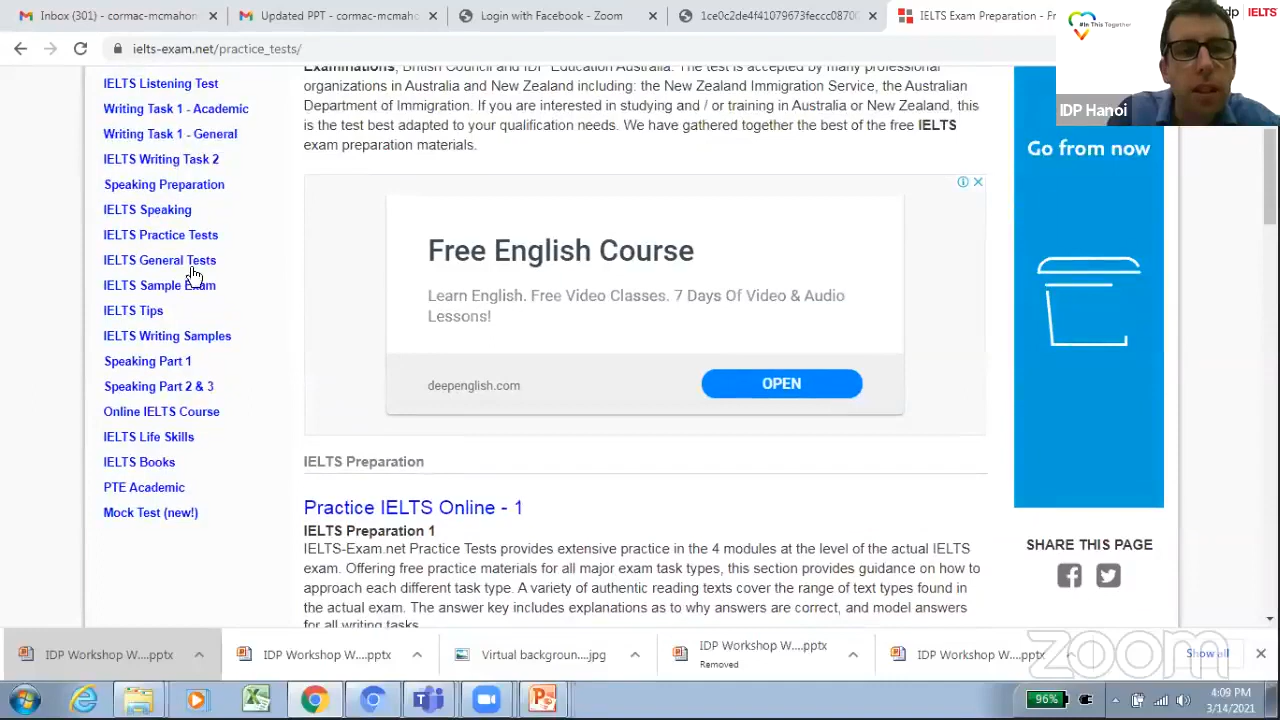 Inbox (301) - cormac-mcmaho
Updated PPT - cormac-mcmaho
Login with Facebook - Zoom
IELTS Exam Preparation - Fr
idp IELTS
#In This Together
ielts-exam.net/practice_tests/
IDP Hanoi
IELTS Listening Test
Writing Task 1 - Academic
Writing Task 1 - General
IELTS Writing Task 2
Speaking Preparation
IELTS Speaking
IELTS Practice Tests
IELTS General Tests
IELTS Sample Exam
IELTS Tips
IELTS Writing Samples
Speaking Part 1
Speaking Part 2 & 3
Online IELTS Course
IELTS Life Skills
IELTS Books
PTE Academic
Mock Test (new!)
Examinations, British Council and IDP Education Australia. The test is accepted by many professional
organizations in Australia and New Zealand including: the New Zealand Immigration Service, the Australian
Department of Immigration. If you are interested in studying and / or training in Australia or New Zealand, this
is the test best adapted to your qualification needs. We have gathered together the best of the free IELTS
exam preparation materials.
Free English Course
Learn English. Free Video Classes. 7 Days Of Video & Audio
Lessons!
deepenglish.com
OPEN
IELTS Preparation
Practice IELTS Online - 1
IELTS Preparation 1
IELTS-Exam.net Practice Tests provides extensive practice in the 4 modules at the level of the actual IELTS
exam. Offering free practice materials for all major exam task types, this section provides guidance on how to
approach each different task type. A variety of authentic reading texts cover the range of text types found in
the actual exam. The answer key includes explanations as to why answers are correct, and model answers
for all writing tasks.
Go from now
SHARE THIS PAGE
IDP Workshop W....pptx
IDP Workshop W....pptx
virtual backgroun....jpg
IDP Workshop W....pptx
Removed
IDP Workshop W....pptx
Show all
zoom
96%
4:09 PM
3/14/2021